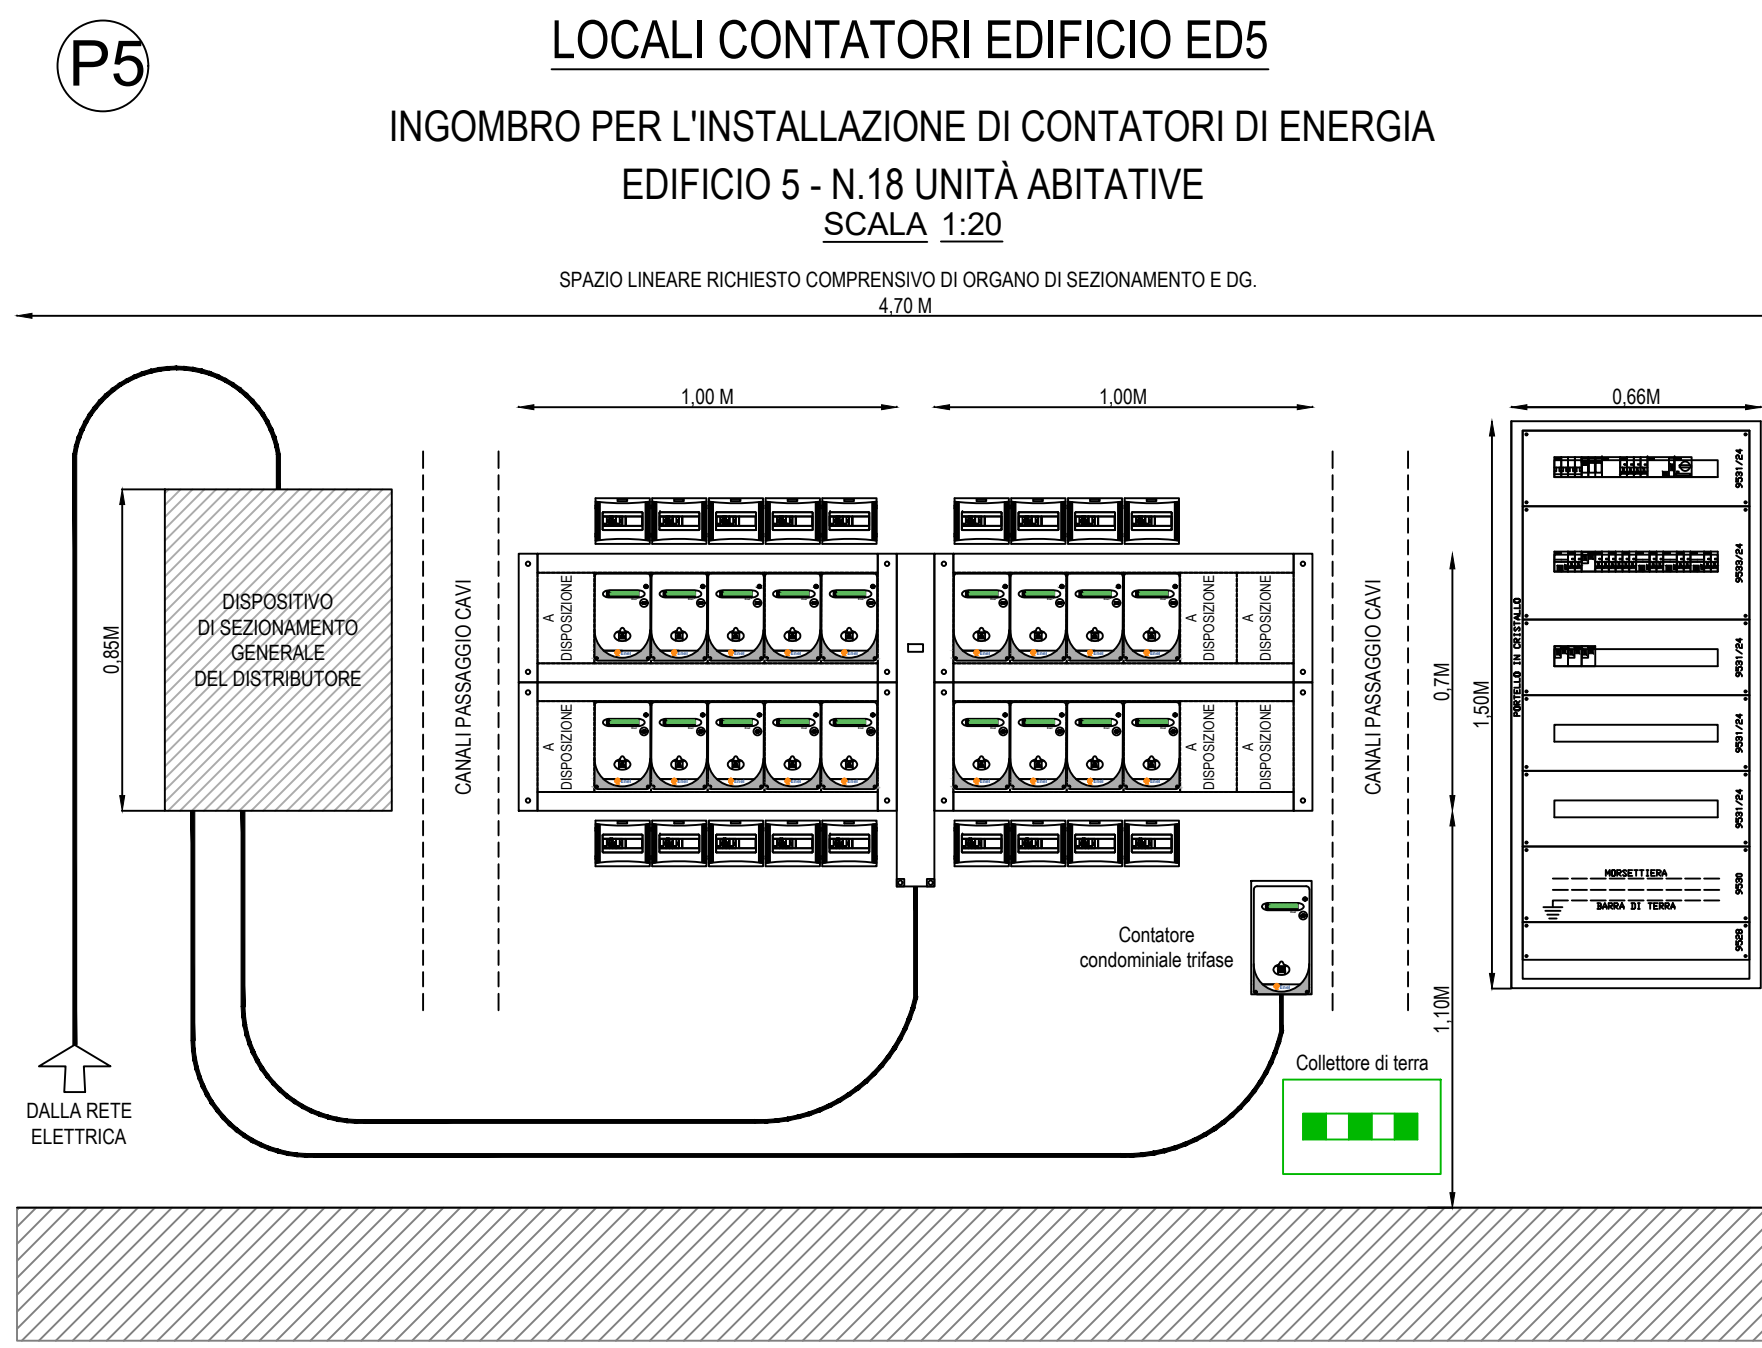 P5
LOCALI CONTATORI EDIFICIO ED5
INGOMBRO PER L'INSTALLAZIONE DI CONTATORI DI ENERGIA
EDIFICIO 5 - N.18 UNITÀ ABITATIVE
SCALA 1:20
SPAZIO LINEARE RICHIESTO COMPRENSIVO DI ORGANO DI SEZIONAMENTO E DG.
4,70 M
1,00 M
1,00M
0,66M
0,85M
DISPOSITIVO
DI SEZIONAMENTO
GENERALE
DEL DISTRIBUTORE
CANALI PASSAGGIO CAVI
A
DISPOSIZIONE
A
DISPOSIZIONE
A
DISPOSIZIONE
A
DISPOSIZIONE
A
DISPOSIZIONE
A
DISPOSIZIONE
CANALI PASSAGGIO CAVI
0,7M
1,50M
1,10M
PORTELLO IN CRISTALLO
9531/24
9533/24
9531/24
9531/24
9531/24
MORSETTIERA
9530
BARRA DI TERRA
9528
Contatore
condominiale trifase
Collettore di terra
DALLA RETE
ELETTRICA